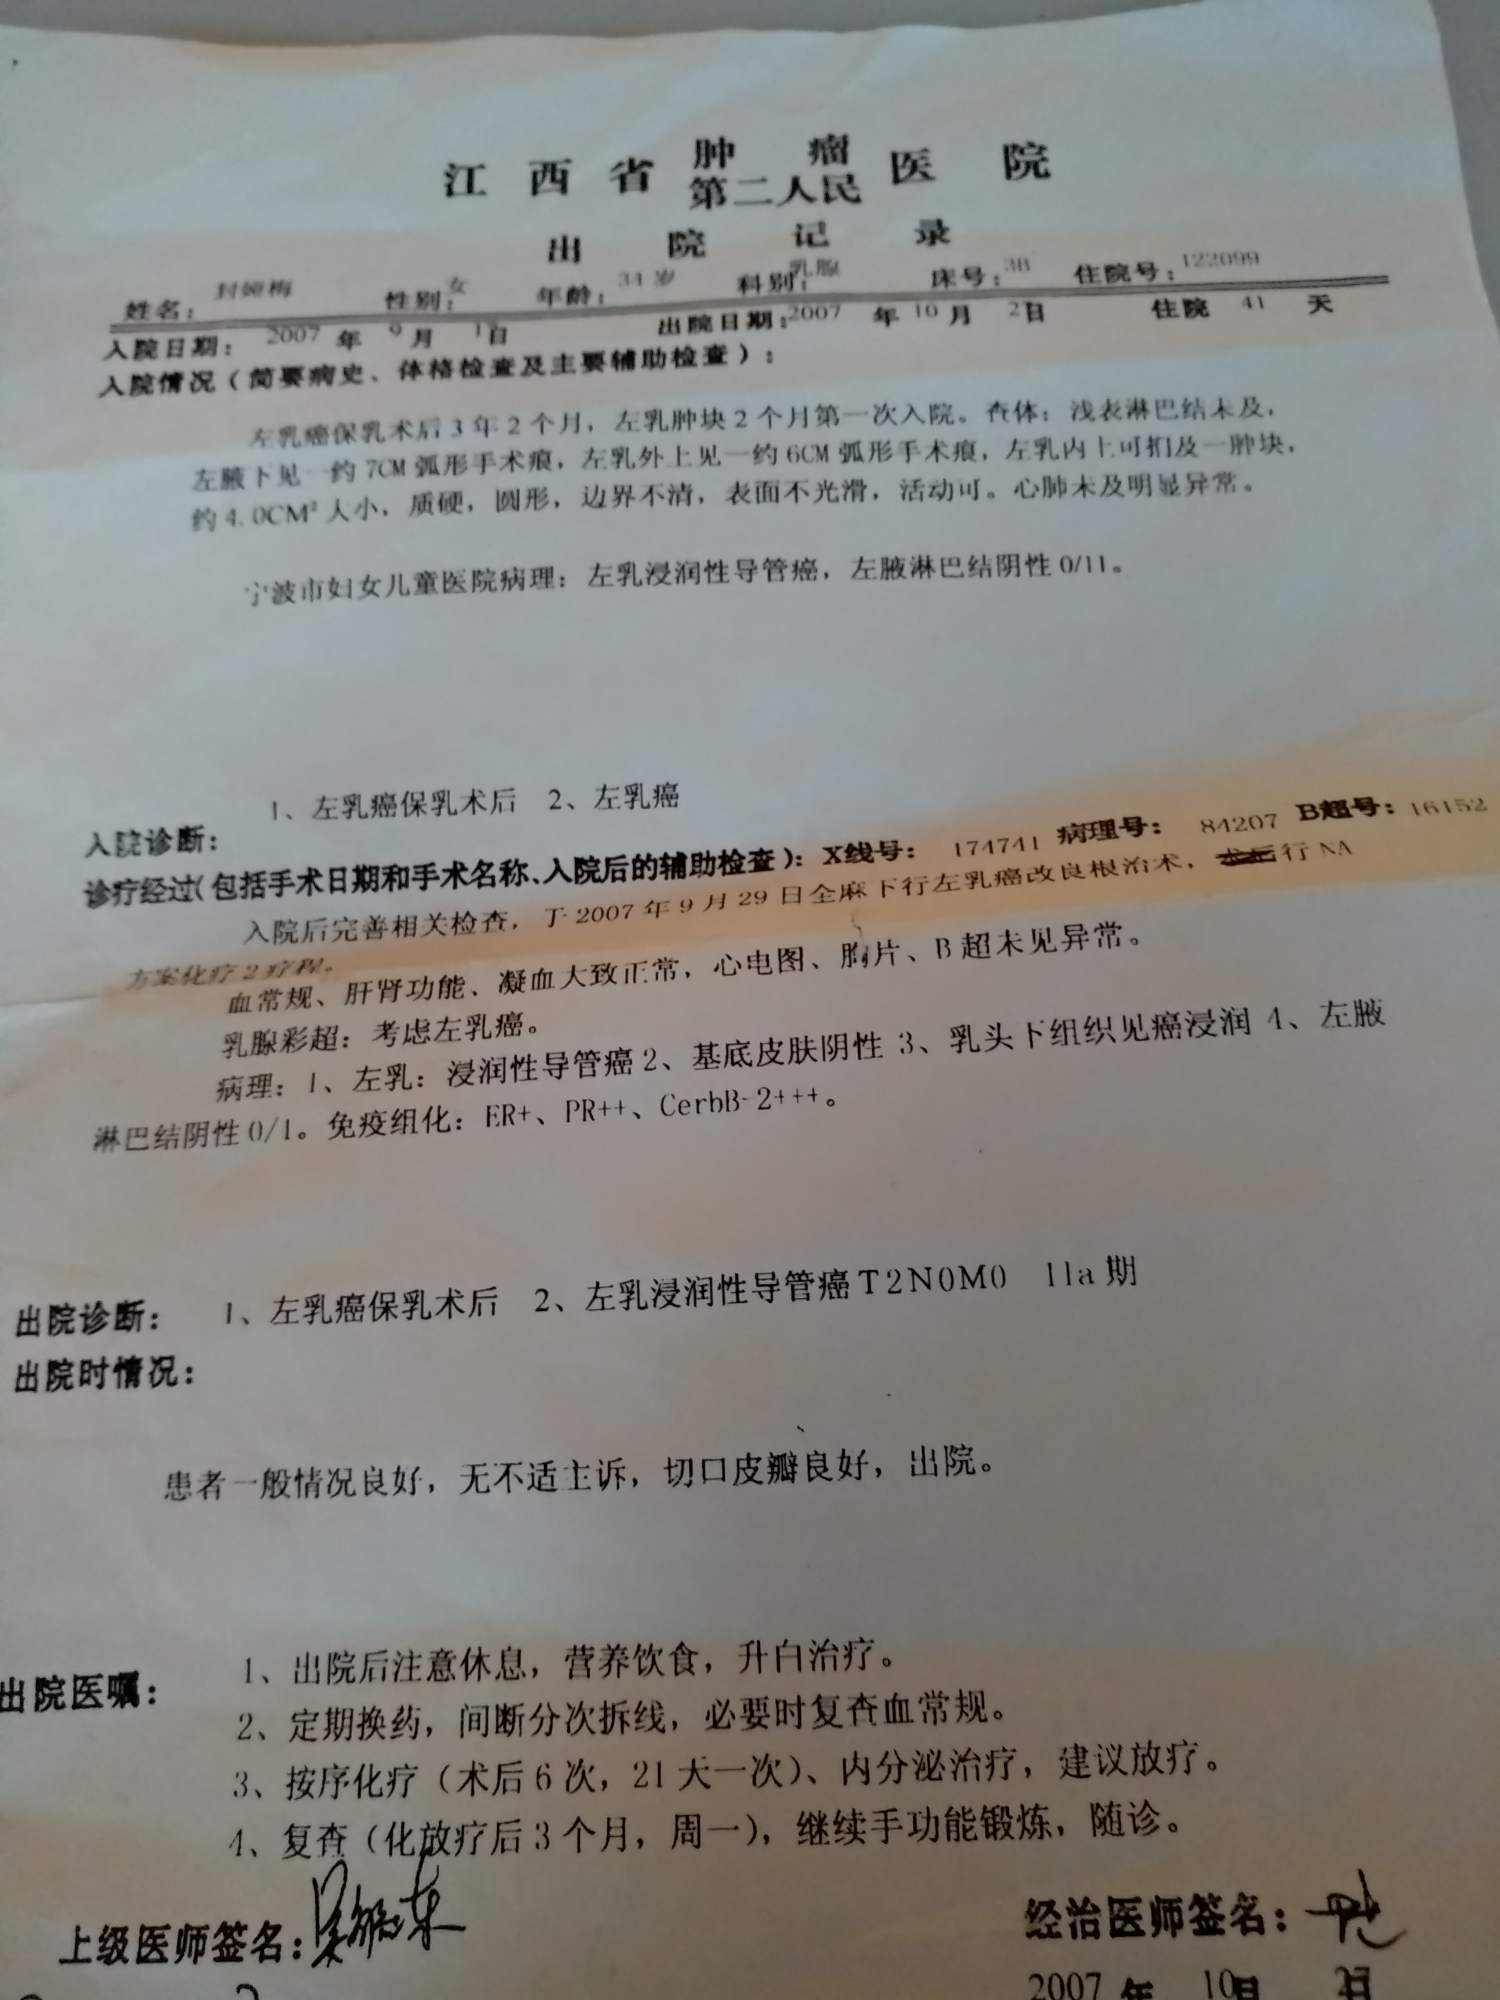 江西省肿瘤医院
第二人民
出院记录
姓名： 性别：女 年龄：34岁 科别：乳腺 床号：3B 住院号：122099
入院日期： 2007 年 9 月 日 出院日期：2007 年 10 月 2日 住院 41 天
入院情况（简要病史、体格检查及主要辅助检查）：
左乳癌保乳术后3年2个月，左乳肿块2个月第一次入院。查体：浅表淋巴结未及，
左腋下见一约7CM弧形手术痕，左乳外上见一约6CM弧形手术痕，左乳内上可扪及一肿块，
约4.0CM²大小，质硬，圆形，边界不清，表面不光滑，活动可。心肺未及明显异常。
宁波市妇女儿童医院病理：左乳浸润性导管癌，左腋淋巴结阴性0/11。
1、左乳癌保乳术后 2、左乳癌
入院诊断：
诊疗经过（包括手术日期和手术名称、入院后的辅助检查）：X线号： 174741 病理号： 84207 B超号：16152
入院后完善相关检查，于2007年9月29日全麻下行左乳癌改良根治术，行NA
方案化疗2疗程。
血常规、肝肾功能、凝血大致正常，心电图、胸片、B超未见异常。
乳腺彩超：考虑左乳癌。
病理：1、左乳：浸润性导管癌2、基底皮肤阴性 3、乳头下组织见癌浸润 4、左腋
淋巴结阴性0/1。免疫组化：ER+、PR++、CerbB-2+++。
出院诊断： 1、左乳癌保乳术后 2、左乳浸润性导管癌T2N0M0 IIa期
出院时情况：
患者一般情况良好，无不适主诉，切口皮瓣良好，出院。
出院医嘱： 1、出院后注意休息，营养饮食，升白治疗。
2、定期换药，间断分次拆线，必要时复查血常规。
3、按序化疗（术后6次，21天一次）、内分泌治疗，建议放疗。
4、复查（化放疗后3个月，周一），继续手功能锻炼，随诊。
上级医师签名： 经治医师签名：
2007 年 10月 2日